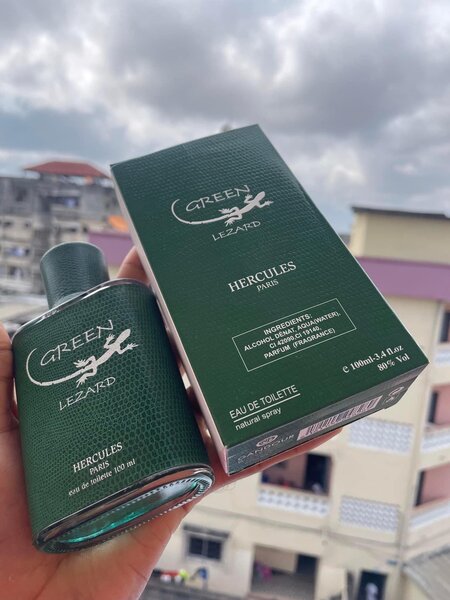 GREEN
LEZARD
HERCULES
PARIS
INGREDIENTS:
ALCOHOL DÉNAT, AQUA(WATER),
CI 42090, CI 19140,
PARFUM (FRAGRANCE)
EAU DE TOILETTE
natural spray
e 100ml-3.4 fl.oz
80% Vol
GREEN
LEZARD
HERCULES
PARIS
eau de toilette 100 ml